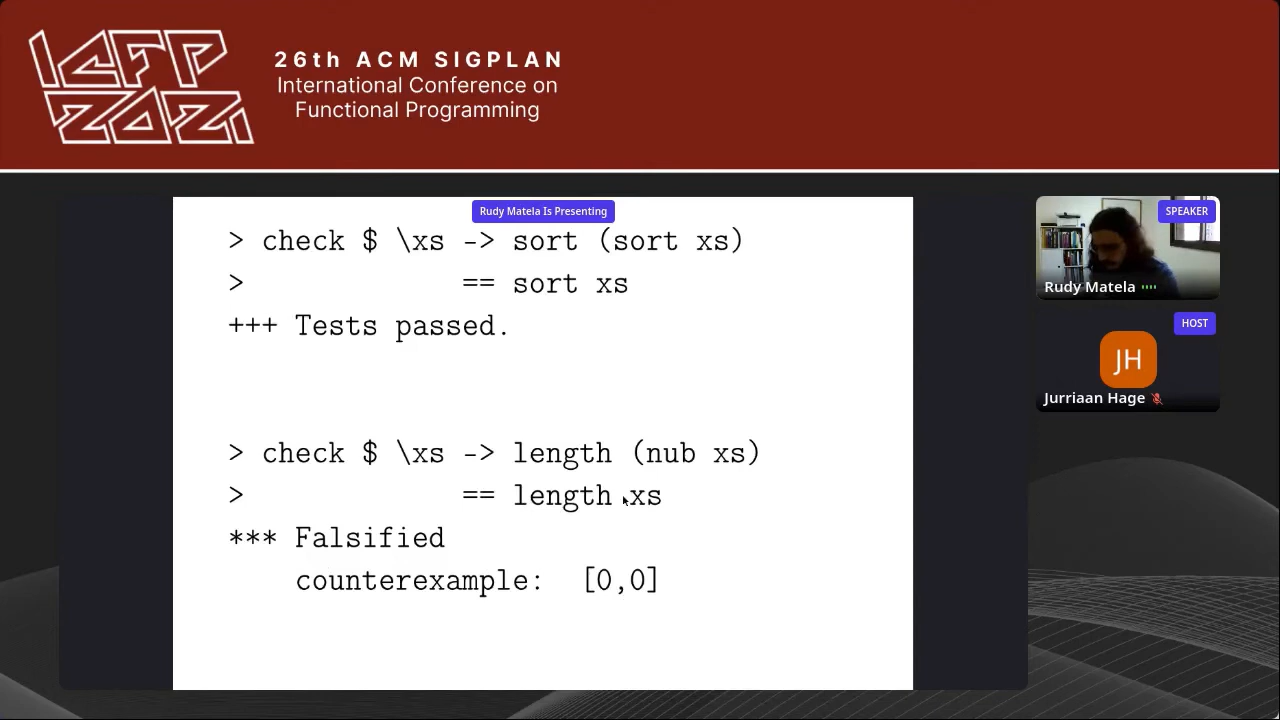 ICFP
2021
26th ACM SIGPLAN
International Conference on
Functional Programming
Rudy Matela Is Presenting
> check $ \xs -> sort (sort xs)
> == sort xs
+++ Tests passed.
> check $ \xs -> length (nub xs)
> == length xs
*** Falsified
counterexample: [0,0]
SPEAKER
Rudy Matela
HOST
JH
Jurriaan Hage